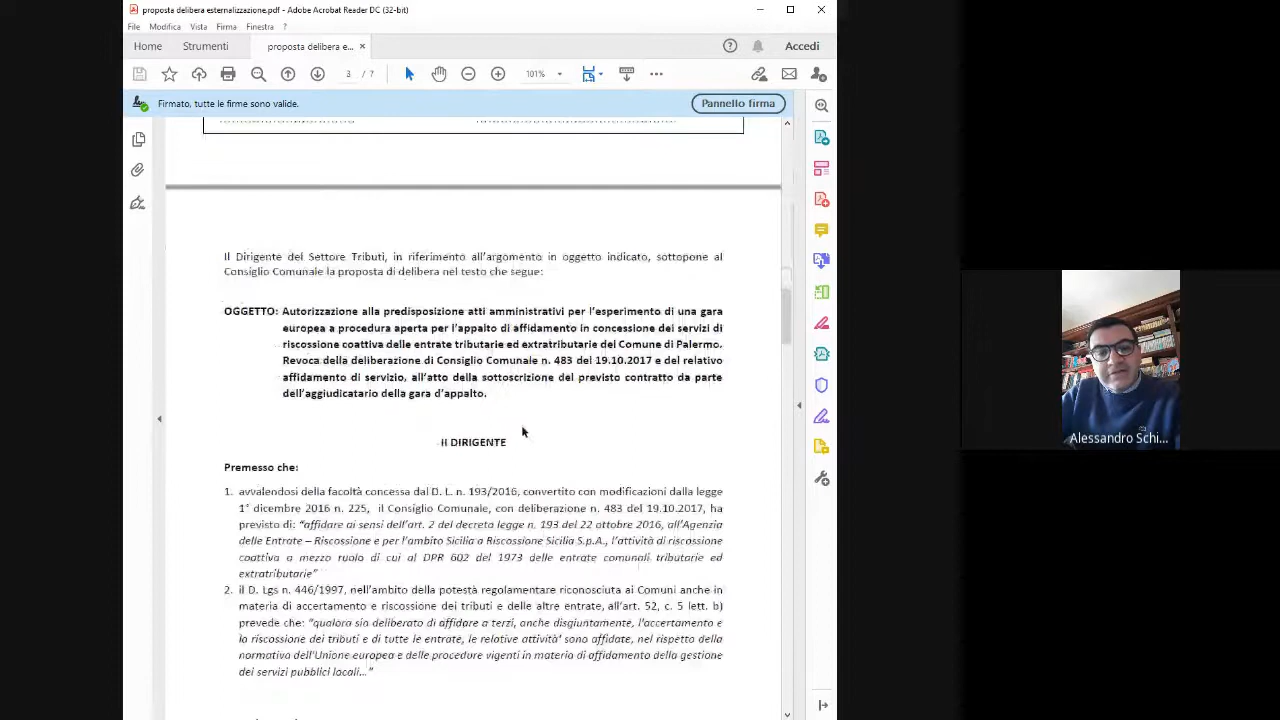 proposta delibera esternalizzazione.pdf - Adobe Acrobat Reader DC (32-bit)
File Modifica Vista Firma Finestra ?
Home Strumenti proposta delibera e... × Accedi
3 / 7 101%
Firmato, tutte le firme sono valide. Pannello firma
Il Dirigente del Settore Tributi, in riferimento all'argomento in oggetto indicato, sottopone al
Consiglio Comunale la proposta di delibera nel testo che segue:
OGGETTO: Autorizzazione alla predisposizione atti amministrativi per l'esperimento di una gara
europea a procedura aperta per l'appalto di affidamento in concessione dei servizi di
riscossione coattiva delle entrate tributarie ed extratributarie del Comune di Palermo.
Revoca della deliberazione di Consiglio Comunale n. 483 del 19.10.2017 e del relativo
affidamento di servizio, all'atto della sottoscrizione del previsto contratto da parte
dell'aggiudicatario della gara d'appalto.
Il DIRIGENTE
Premesso che:
1. avvalendosi della facoltà concessa dal D. L. n. 193/2016, convertito con modificazioni dalla legge
1° dicembre 2016 n. 225, il Consiglio Comunale, con deliberazione n. 483 del 19.10.2017, ha
previsto di: "affidare ai sensi dell'art. 2 del decreto legge n. 193 del 22 ottobre 2016, all'Agenzia
delle Entrate – Riscossione e per l'ambito Sicilia a Riscossione Sicilia S.p.A., l'attività di riscossione
coattiva a mezzo ruolo di cui al DPR 602 del 1973 delle entrate comunali tributarie ed
extratributarie"
2. il D. Lgs n. 446/1997, nell'ambito della potestà regolamentare riconosciuta ai Comuni anche in
materia di accertamento e riscossione dei tributi e delle altre entrate, all'art. 52, c. 5 lett. b)
prevede che: "qualora sia deliberato di affidare a terzi, anche disgiuntamente, l'accertamento e
la riscossione dei tributi e di tutte le entrate, le relative attività' sono affidate, nel rispetto della
normativa dell'Unione europea e delle procedure vigenti in materia di affidamento della gestione
dei servizi pubblici locali..."
Alessandro Schi...